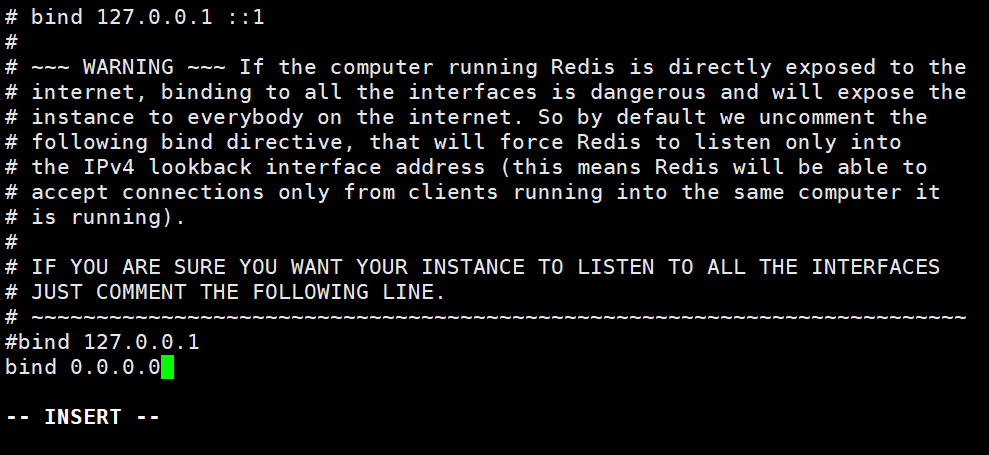 # bind 127.0.0.1 ::1
#
# ~~~ WARNING ~~~ If the computer running Redis is directly exposed to the
# internet, binding to all the interfaces is dangerous and will expose the
# instance to everybody on the internet. So by default we uncomment the
# following bind directive, that will force Redis to listen only into
# the IPv4 lookback interface address (this means Redis will be able to
# accept connections only from clients running into the same computer it
# is running).
#
# IF YOU ARE SURE YOU WANT YOUR INSTANCE TO LISTEN TO ALL THE INTERFACES
# JUST COMMENT THE FOLLOWING LINE.
# ~~~~~~~~~~~~~~~~~~~~~~~~~~~~~~~~~~~~~~~~~~~~~~~~~~~~~~~~~~~~~~~~~~~~~~~~
#bind 127.0.0.1
bind 0.0.0.0
-- INSERT --